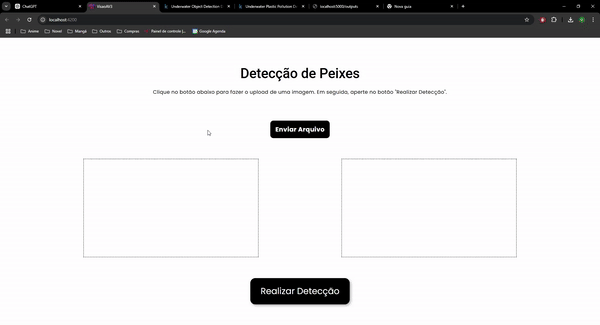 ChatGPT
VisaoAVS
Underwater Object Detection D
Underwater Plastic Pollution D
localhost:5000/outputs
Nova guia
localhost:4200
Anime
Novel
Mangá
Outros
Compras
Painel de controle |...
Google Agenda
Detecção de Peixes
Clique no botão abaixo para fazer o upload de uma imagem. Em seguida, aperte no botão "Realizar Detecção".
Enviar Arquivo
Realizar Detecção